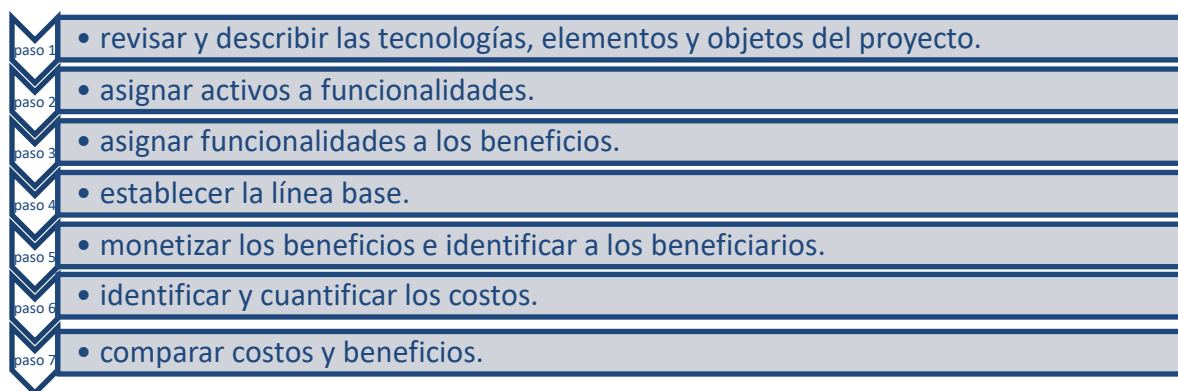 paso 1 • revisar y describir las tecnologías, elementos y objetos del proyecto.
paso 2 • asignar activos a funcionalidades.
paso 3 • asignar funcionalidades a los beneficios.
paso 4 • establecer la línea base.
paso 5 • monetizar los beneficios e identificar a los beneficiarios.
paso 6 • identificar y cuantificar los costos.
paso 7 • comparar costos y beneficios.